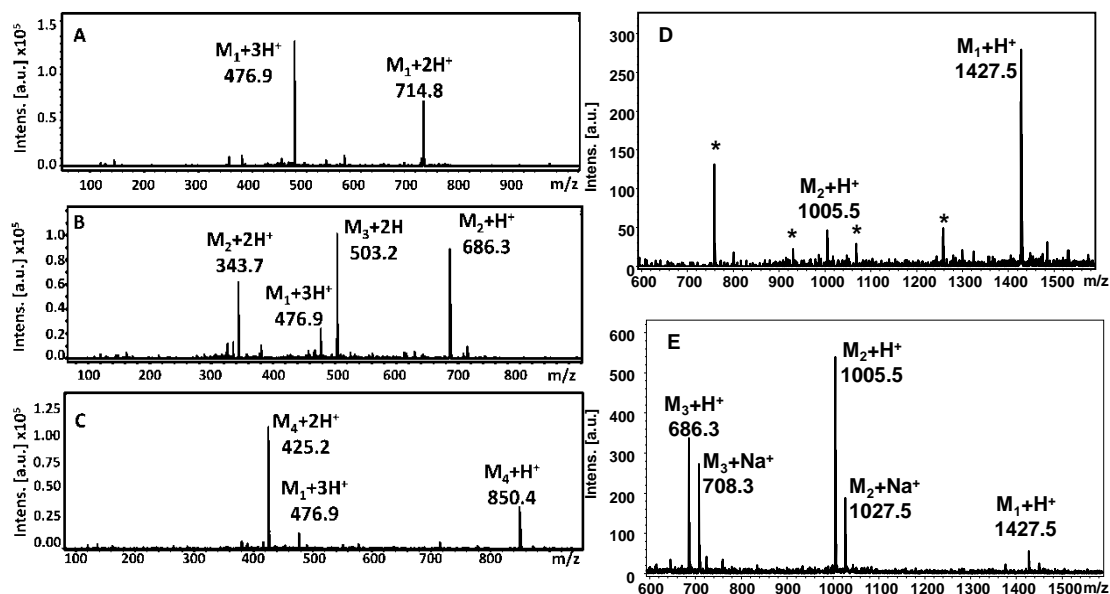 A
Intens. [a.u.] x10⁵
1.5
1.0
0.5
0.0
M₁+3H⁺
476.9
M₁+2H⁺
714.8
100 200 300 400 500 600 700 800 900 m/z
B
Intens. [a.u.] x10⁵
1.0
0.8
0.6
0.4
0.2
0.0
M₂+2H⁺
343.7
M₁+3H⁺
476.9
M₃+2H
503.2
M₂+H⁺
686.3
100 200 300 400 500 600 700 800 m/z
C
Intens. [a.u.] x10⁵
1.25
1.00
0.75
0.50
0.25
0.00
M₄+2H⁺
425.2
M₁+3H⁺
476.9
M₄+H⁺
850.4
100 200 300 400 500 600 700 800 m/z
D
Intens. [a.u.]
300
250
200
150
100
50
0
*
*
M₂+H⁺
1005.5
*
*
M₁+H⁺
1427.5
600 700 800 900 1000 1100 1200 1300 1400 1500 m/z
E
Intens. [a.u.]
600
500
400
300
200
100
0
M₃+H⁺
686.3
M₃+Na⁺
708.3
M₂+H⁺
1005.5
M₂+Na⁺
1027.5
M₁+H⁺
1427.5
600 700 800 900 1000 1100 1200 1300 1400 1500 m/z